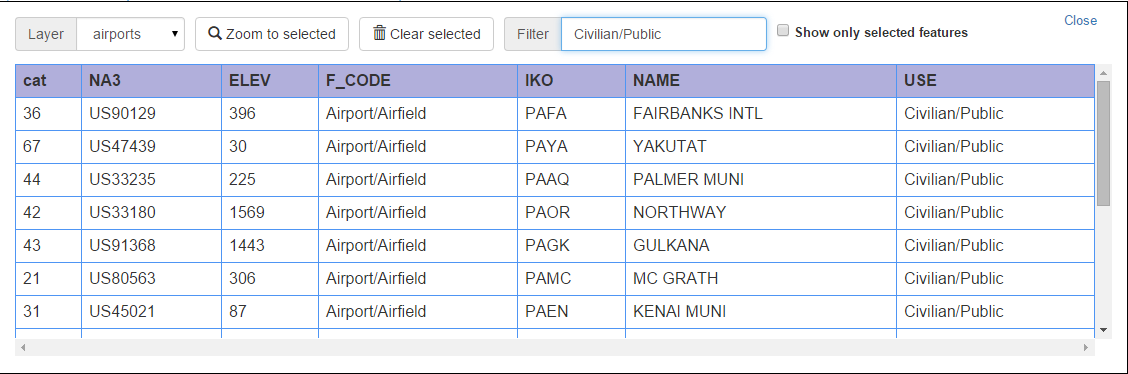 Close
Layer airports Zoom to selected Clear selected Filter Civilian/Public Show only selected features
cat NA3 ELEV F_CODE IKO NAME USE
36 US90129 396 Airport/Airfield PAFA FAIRBANKS INTL Civilian/Public
67 US47439 30 Airport/Airfield PAYA YAKUTAT Civilian/Public
44 US33235 225 Airport/Airfield PAAQ PALMER MUNI Civilian/Public
42 US33180 1569 Airport/Airfield PAOR NORTHWAY Civilian/Public
43 US91368 1443 Airport/Airfield PAGK GULKANA Civilian/Public
21 US80563 306 Airport/Airfield PAMC MC GRATH Civilian/Public
31 US45021 87 Airport/Airfield PAEN KENAI MUNI Civilian/Public